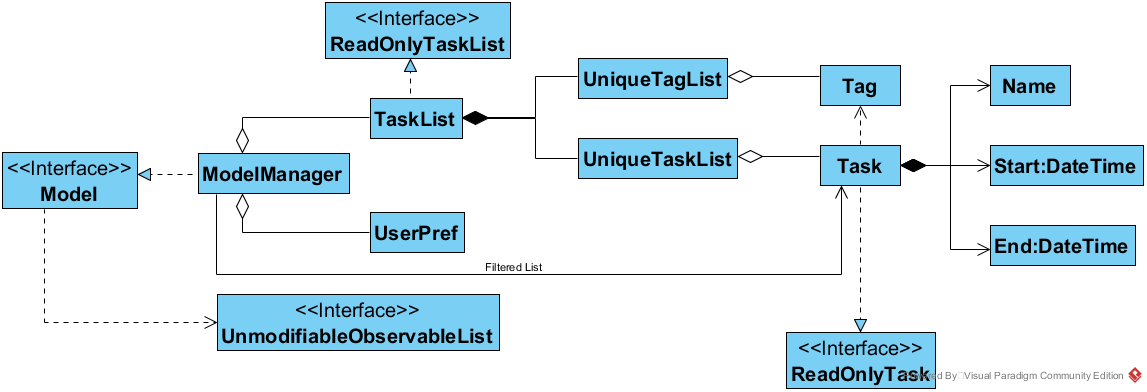 <<Interface>>
ReadOnlyTaskList
UniqueTagList
Tag
Name
TaskList
<<Interface>>
Model
ModelManager
UniqueTaskList
Task
Start:DateTime
UserPref
End:DateTime
Filtered List
<<Interface>>
UnmodifiableObservableList
<<Interface>>
ReadOnlyTask
Powered By Visual Paradigm Community Edition